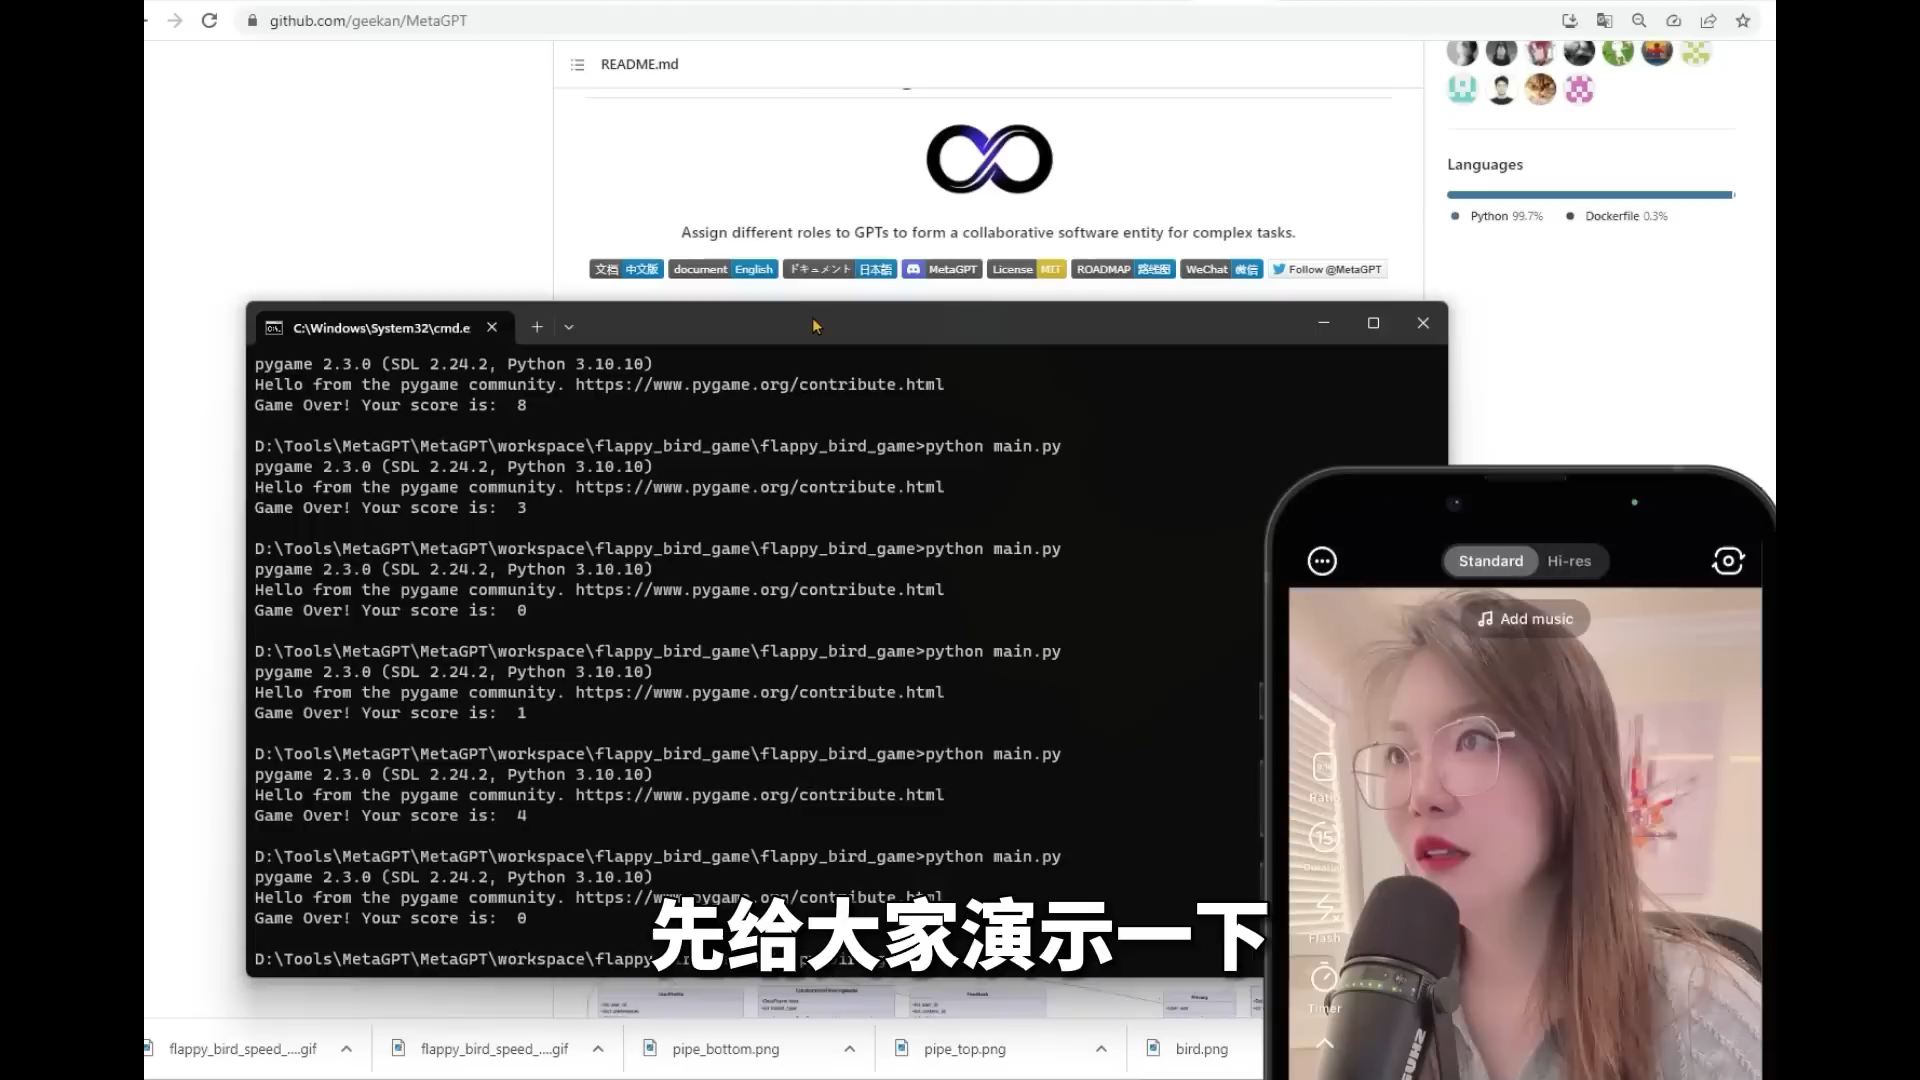 github.com/geekan/MetaGPT
README.md
Assign different roles to GPTs to form a collaborative software entity for complex tasks.
文档 中文版 document English ドキュメント 日本語 MetaGPT License MIT ROADMAP 路线图 WeChat 微信 Follow @MetaGPT
Languages
Python 99.7% Dockerfile 0.3%
C:\Windows\System32\cmd.e
pygame 2.3.0 (SDL 2.24.2, Python 3.10.10)
Hello from the pygame community. https://www.pygame.org/contribute.html
Game Over! Your score is: 8
D:\Tools\MetaGPT\MetaGPT\workspace\flappy_bird_game\flappy_bird_game>python main.py
pygame 2.3.0 (SDL 2.24.2, Python 3.10.10)
Hello from the pygame community. https://www.pygame.org/contribute.html
Game Over! Your score is: 3
D:\Tools\MetaGPT\MetaGPT\workspace\flappy_bird_game\flappy_bird_game>python main.py
pygame 2.3.0 (SDL 2.24.2, Python 3.10.10)
Hello from the pygame community. https://www.pygame.org/contribute.html
Game Over! Your score is: 0
D:\Tools\MetaGPT\MetaGPT\workspace\flappy_bird_game\flappy_bird_game>python main.py
pygame 2.3.0 (SDL 2.24.2, Python 3.10.10)
Hello from the pygame community. https://www.pygame.org/contribute.html
Game Over! Your score is: 1
D:\Tools\MetaGPT\MetaGPT\workspace\flappy_bird_game\flappy_bird_game>python main.py
pygame 2.3.0 (SDL 2.24.2, Python 3.10.10)
Hello from the pygame community. https://www.pygame.org/contribute.html
Game Over! Your score is: 4
D:\Tools\MetaGPT\MetaGPT\workspace\flappy_bird_game\flappy_bird_game>python main.py
pygame 2.3.0 (SDL 2.24.2, Python 3.10.10)
Hello from the pygame community. https://www.pygame.org/contribute.html
Game Over! Your score is: 0
D:\Tools\MetaGPT\MetaGPT\workspace\flappy
先给大家演示一下
Standard Hi-res
Add music
Ratio
15
Flash
Timer
flappy_bird_speed_....gif flappy_bird_speed_....gif pipe_bottom.png pipe_top.png bird.png